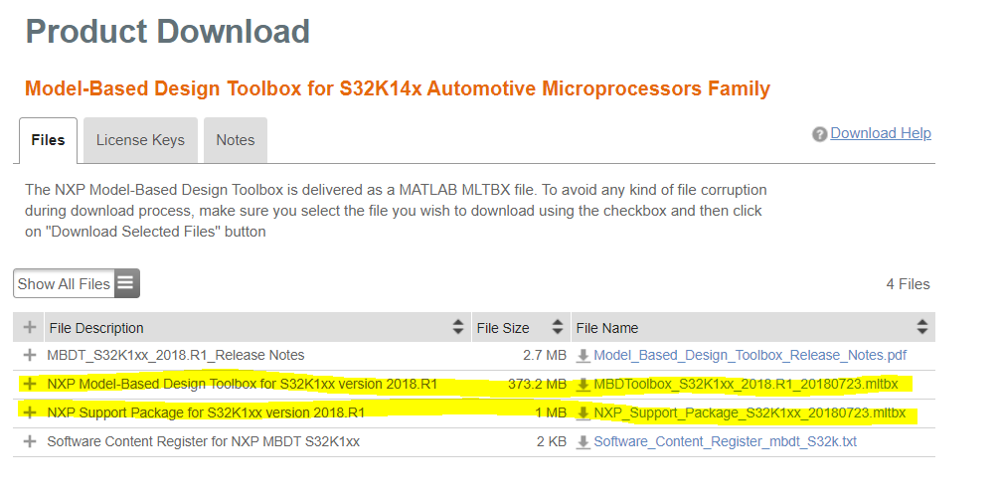 Product Download
Model-Based Design Toolbox for S32K14x Automotive Microprocessors Family
Files
License Keys
Notes
Download Help
The NXP Model-Based Design Toolbox is delivered as a MATLAB MLTBX file. To avoid any kind of file corruption
during download process, make sure you select the file you wish to download using the checkbox and then click
on "Download Selected Files" button
Show All Files
4 Files
File Description File Size File Name
MBDT_S32K1xx_2018.R1_Release Notes 2.7 MB Model_Based_Design_Toolbox_Release_Notes.pdf
NXP Model-Based Design Toolbox for S32K1xx version 2018.R1 373.2 MB MBDToolbox_S32K1xx_2018.R1_20180723.mltbx
NXP Support Package for S32K1xx version 2018.R1 1 MB NXP_Support_Package_S32K1xx_20180723.mltbx
Software Content Register for NXP MBDT S32K1xx 2 KB Software_Content_Register_mbdt_S32k.txt